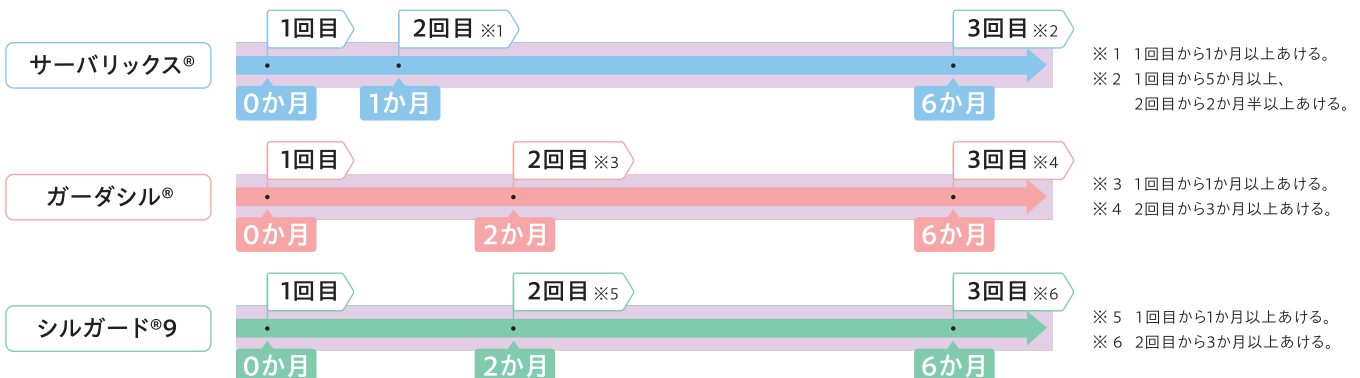 1回目
2回目 ※1
3回目 ※2
サーバリックス®
0か月
1か月
6か月
※1 1回目から1か月以上あける。
※2 1回目から5か月以上、
2回目から2か月半以上あける。
1回目
2回目 ※3
3回目 ※4
ガーダシル®
0か月
2か月
6か月
※3 1回目から1か月以上あける。
※4 2回目から3か月以上あける。
1回目
2回目 ※5
3回目 ※6
シルガード®9
0か月
2か月
6か月
※5 1回目から1か月以上あける。
※6 2回目から3か月以上あける。